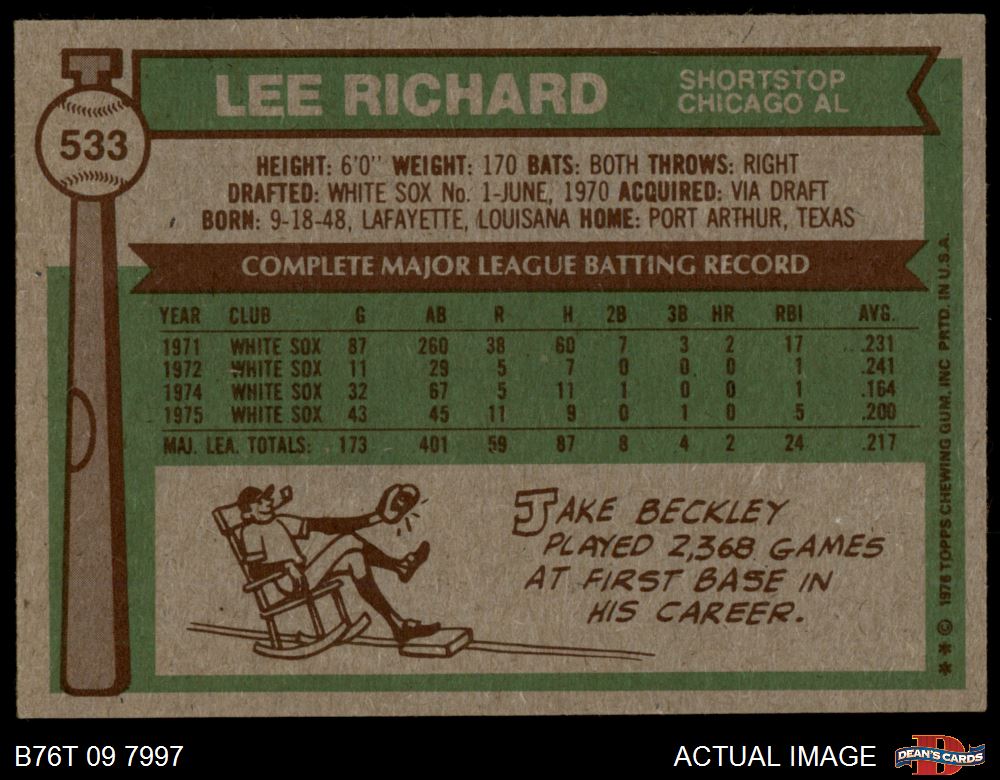 533
LEE RICHARD
SHORTSTOP
CHICAGO AL
HEIGHT: 6'0" WEIGHT: 170 BATS: BOTH THROWS: RIGHT
DRAFTED: WHITE SOX No. 1-JUNE, 1970 ACQUIRED: VIA DRAFT
BORN: 9-18-48, LAFAYETTE, LOUISIANA HOME: PORT ARTHUR, TEXAS
COMPLETE MAJOR LEAGUE BATTING RECORD
YEAR CLUB G AB R H 2B 3B HR RBI AVG.
1971 WHITE SOX 87 260 38 60 7 3 2 17 .231
1972 WHITE SOX 11 29 5 7 0 0 0 1 .241
1974 WHITE SOX 32 67 5 11 1 0 0 1 .164
1975 WHITE SOX 43 45 11 9 0 1 0 5 .200
MAJ. LEA. TOTALS: 173 401 59 87 8 4 2 24 .217
JAKE BECKLEY
PLAYED 2,368 GAMES
AT FIRST BASE IN
HIS CAREER.
* * © 1976 TOPPS CHEWING GUM, INC PRTD. IN U.S.A.
B76T 09 7997
ACTUAL IMAGE
DEAN'S CARDS